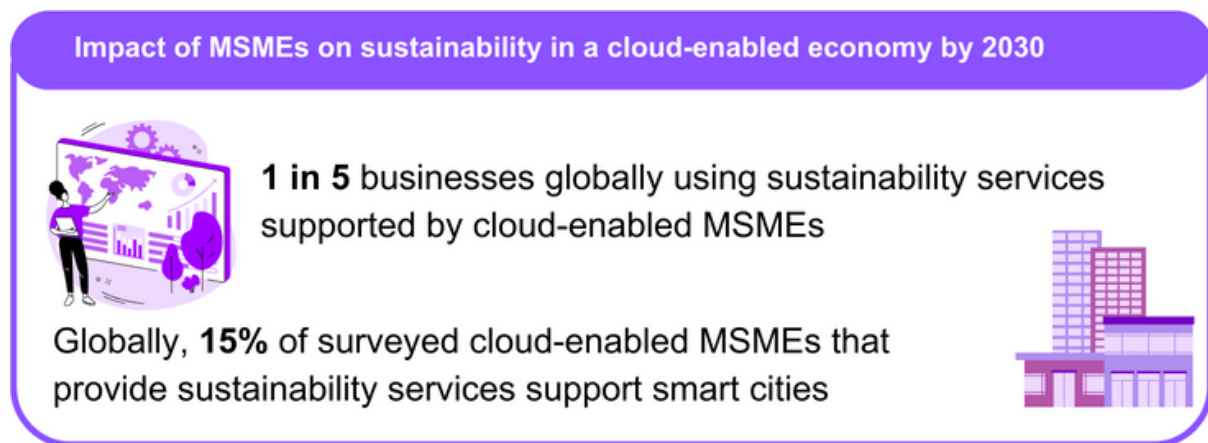 Impact of MSMEs on sustainability in a cloud-enabled economy by 2030
1 in 5 businesses globally using sustainability services
supported by cloud-enabled MSMEs
Globally, 15% of surveyed cloud-enabled MSMEs that
provide sustainability services support smart cities